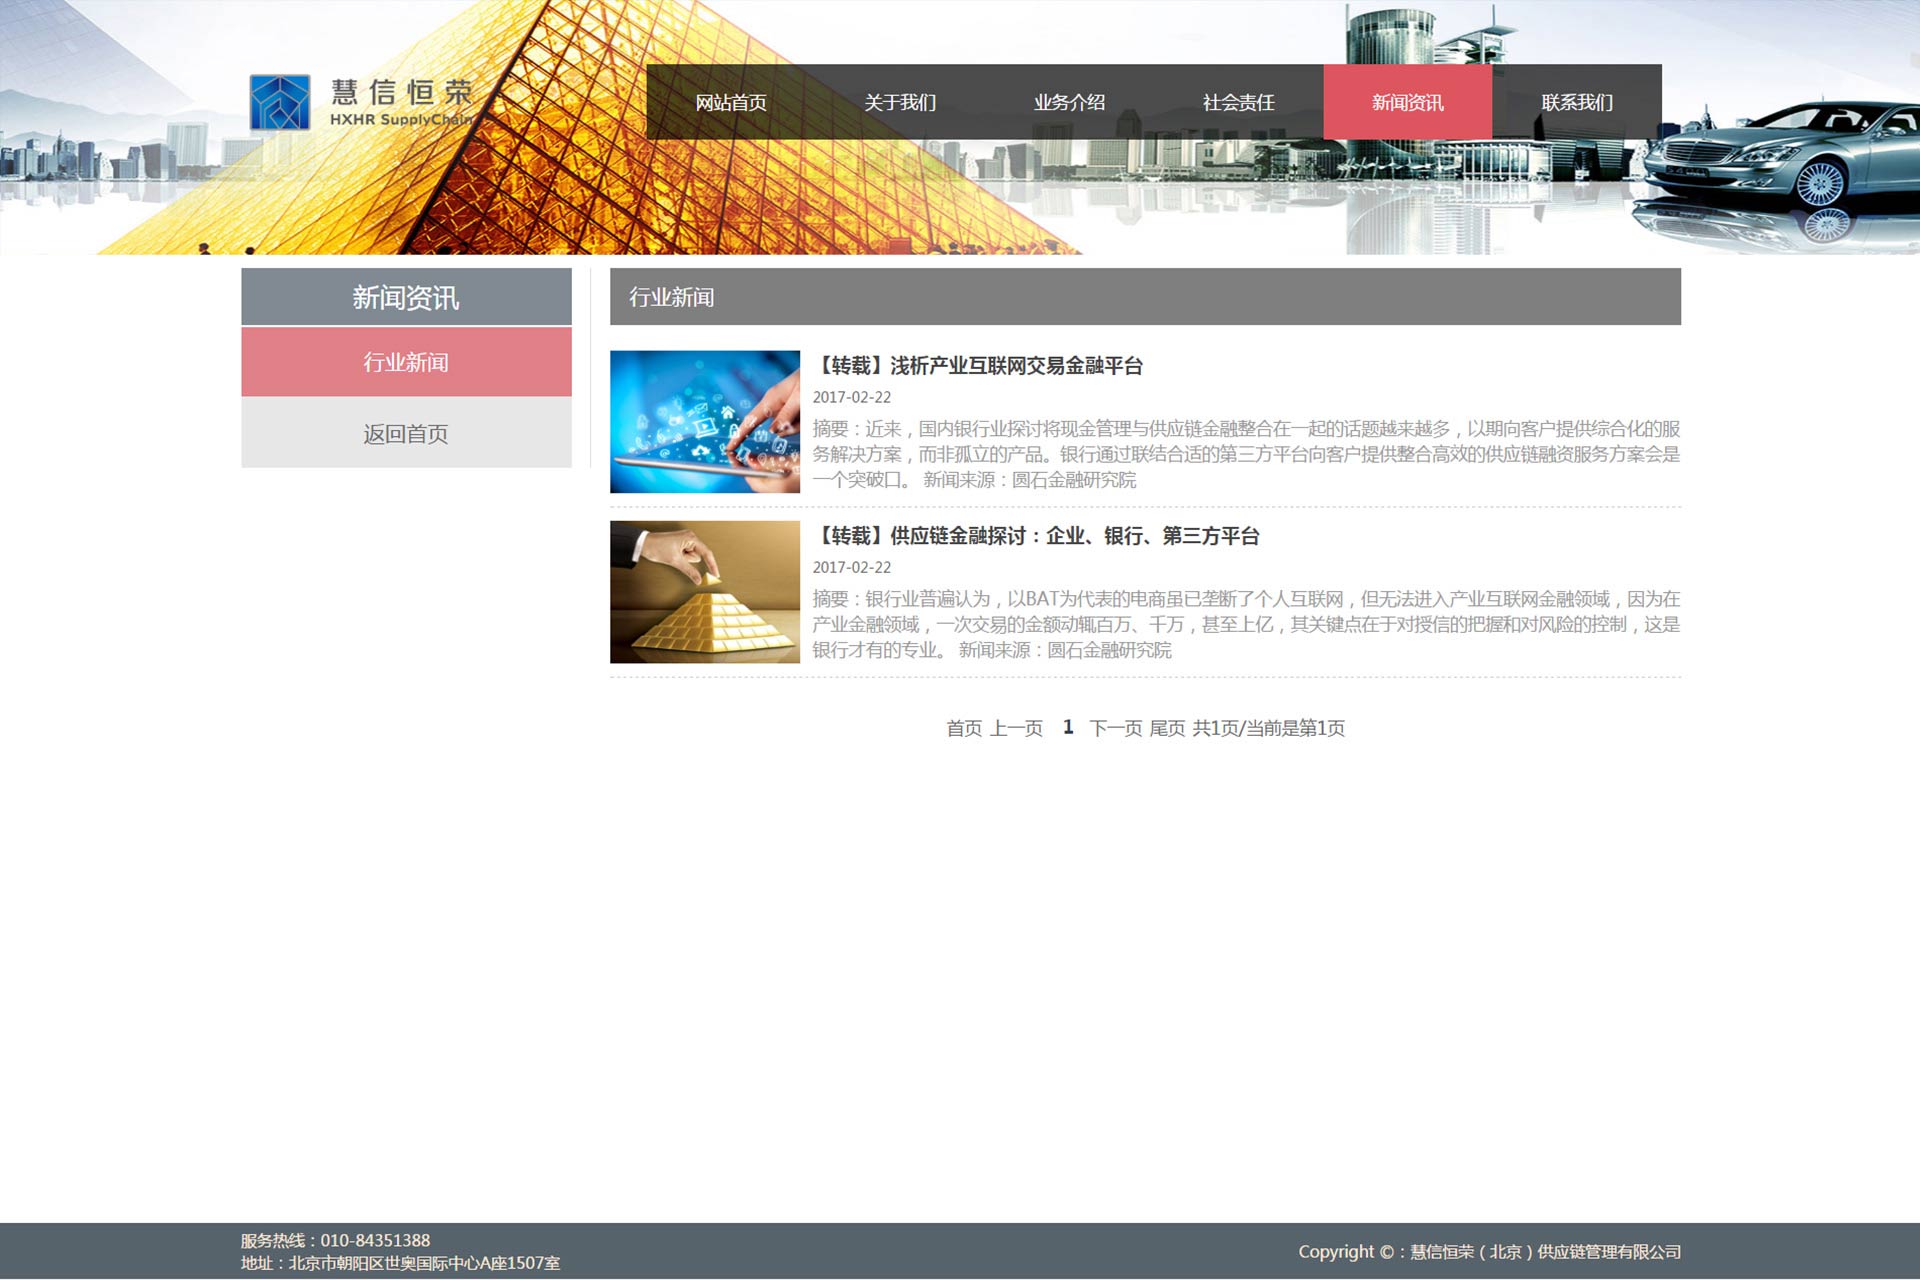 慧信恒荣
HXHR SupplyChain
网站首页 关于我们 业务介绍 社会责任 新闻资讯 联系我们
新闻资讯
行业新闻
返回首页
行业新闻
【转载】浅析产业互联网交易金融平台
2017-02-22
摘要：近来，国内银行业探讨将现金管理与供应链金融整合在一起的话题越来越多，以期向客户提供综合化的服
务解决方案，而非孤立的产品。银行通过联结合适的第三方平台向客户提供整合高效的供应链融资服务方案会是
一个突破口。 新闻来源：圆石金融研究院
【转载】供应链金融探讨：企业、银行、第三方平台
2017-02-22
摘要：银行业普遍认为，以BAT为代表的电商虽已垄断了个人互联网，但无法进入产业互联网金融领域，因为在
产业金融领域，一次交易的金额动辄百万、千万，甚至上亿，其关键点在于对授信的把握和对风险的控制，这是
银行才有的专业。 新闻来源：圆石金融研究院
首页 上一页 1 下一页 尾页 共1页/当前是第1页
服务热线：010-84351388
地址：北京市朝阳区世奥国际中心A座1507室
Copyright ©：慧信恒荣（北京）供应链管理有限公司